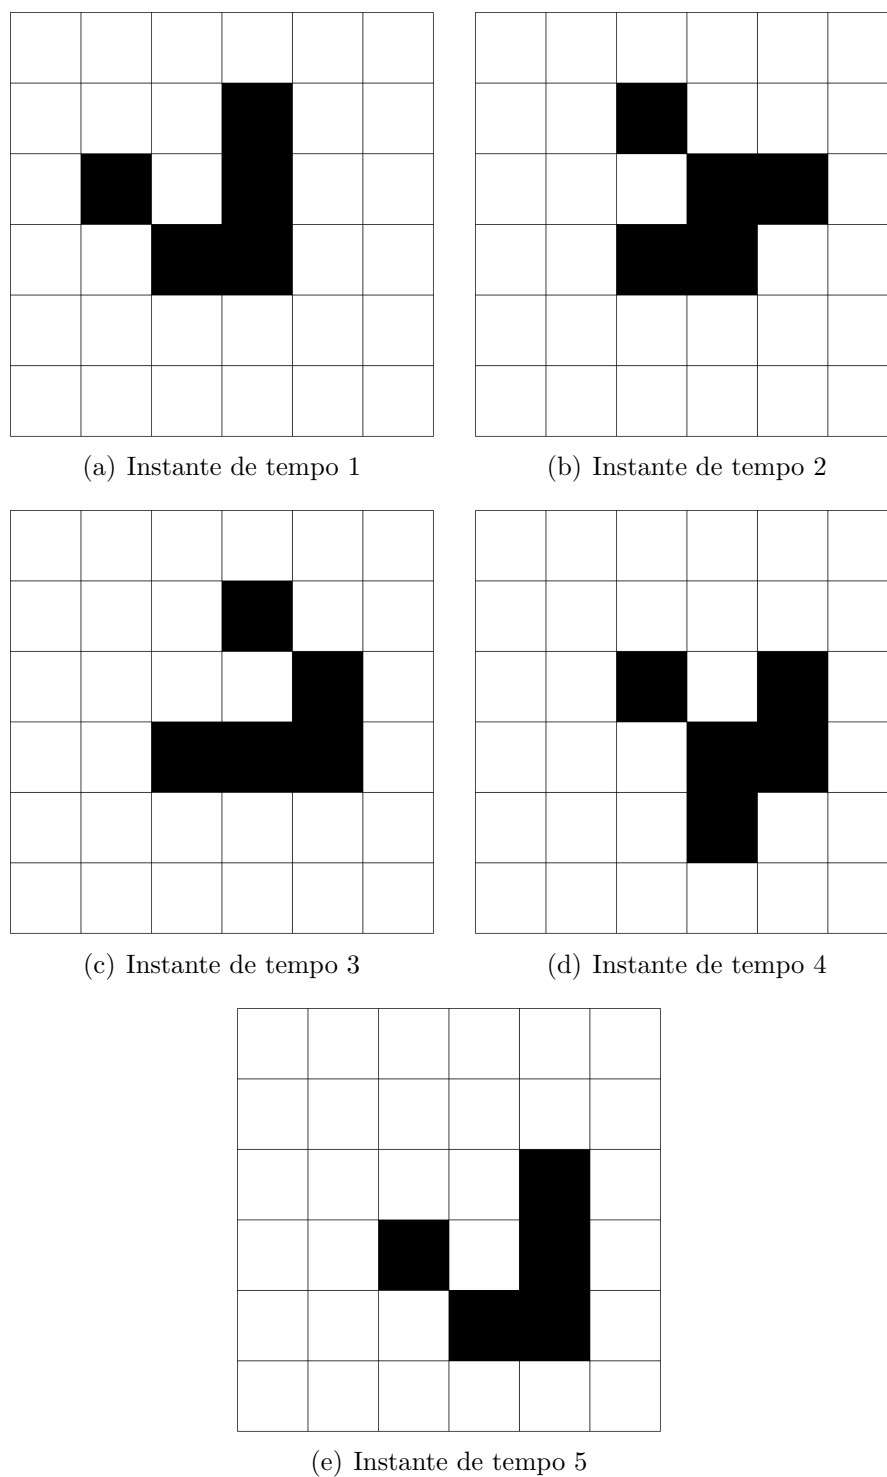 (a) Instante de tempo 1
(b) Instante de tempo 2
(c) Instante de tempo 3
(d) Instante de tempo 4
(e) Instante de tempo 5